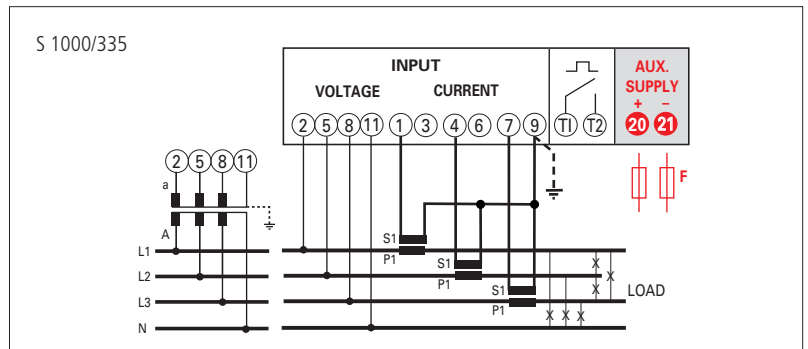 S 1000/335
INPUT
VOLTAGE CURRENT
AUX.
SUPPLY
+ –
2 5 8 11 1 3 4 6 7 9 T1 T2 20 21
F
2 5 8 11
a
A
S1
P1
S1
P1
S1
P1
L1
L2
L3
N
X
X X
X
X X X
LOAD